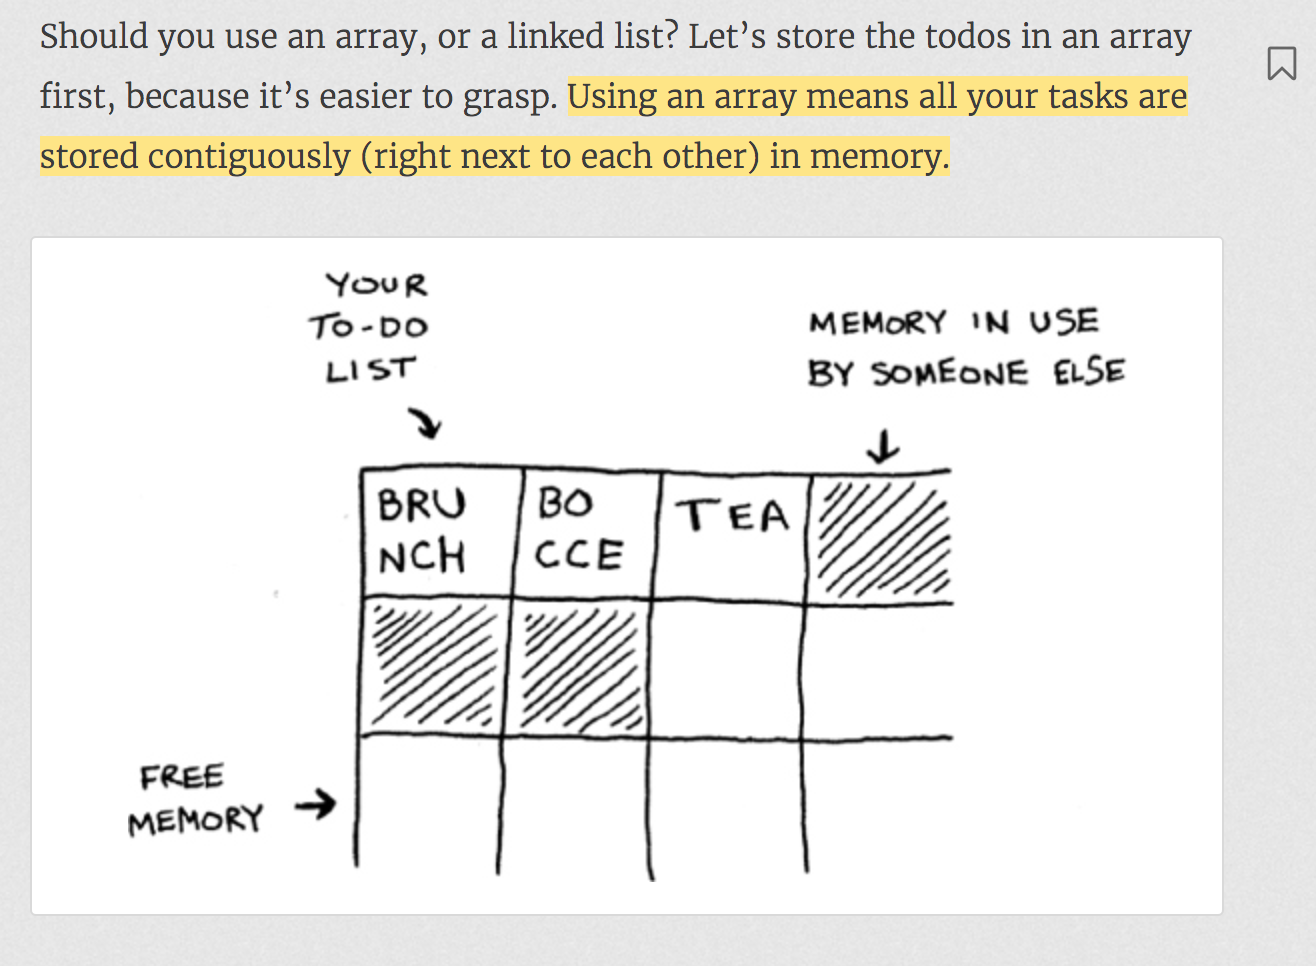 Should you use an array, or a linked list? Let’s store the todos in an array
first, because it’s easier to grasp. Using an array means all your tasks are
stored contiguously (right next to each other) in memory.
YOUR
TO-DO
LIST
MEMORY IN USE
BY SOMEONE ELSE
BRU
NCH
BO
CCE
TEA
FREE
MEMORY